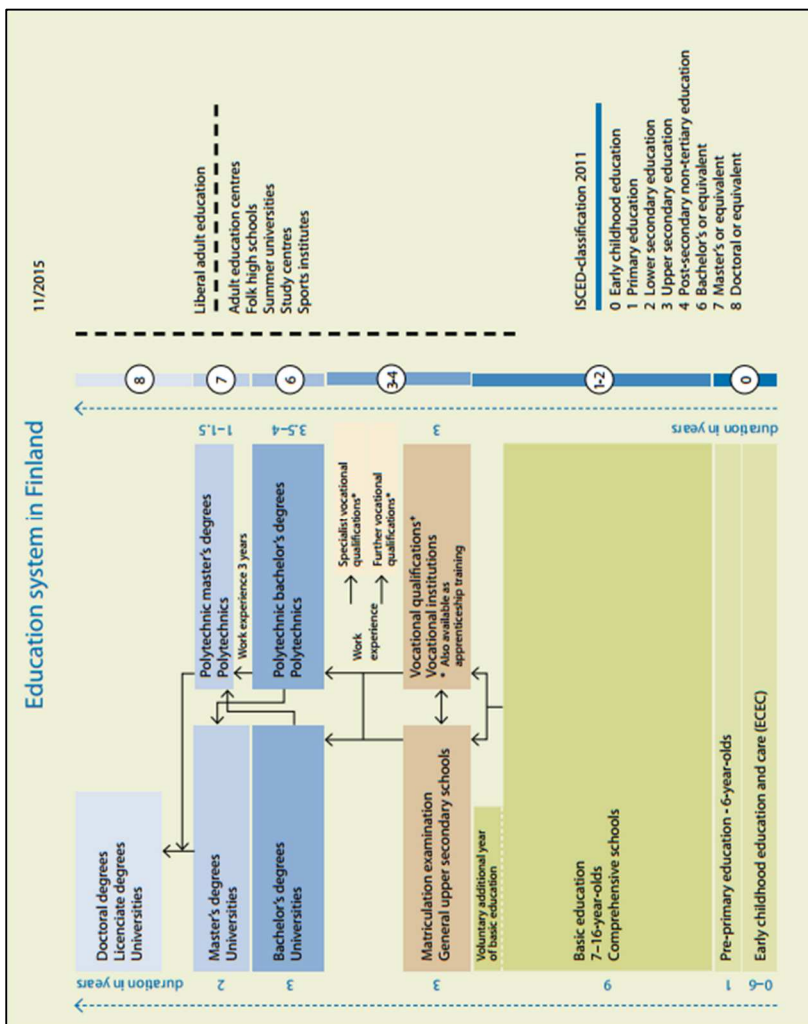 Education system in Finland
11/2015
duration in years
Doctoral degrees
Licenciate degrees
Universities
8
2
Master's degrees
Universities
Polytechnic master's degrees
Polytechnics
1–1.5
7
Work experience 3 years
3
Bachelor's degrees
Universities
Polytechnic bachelor's degrees
Polytechnics
3.5–4
6
Specialist vocational
qualifications*
Work
experience
Further vocational
qualifications*
3-4
3
Matriculation examination
General upper secondary schools
Vocational qualifications*
Vocational institutions
* Also available as
apprenticeship training
3
Voluntary additional year
of basic education
9
Basic education
7–16-year-olds
Comprehensive schools
1-2
1
Pre-primary education - 6-year-olds
0–6
Early childhood education and care (ECEC)
duration in years
0
Liberal adult education
Adult education centres
Folk high schools
Summer universities
Study centres
Sports institutes
ISCED-classification 2011
0 Early childhood education
1 Primary education
2 Lower secondary education
3 Upper secondary education
4 Post-secondary non-tertiary education
6 Bachelor's or equivalent
7 Master's or equivalent
8 Doctoral or equivalent